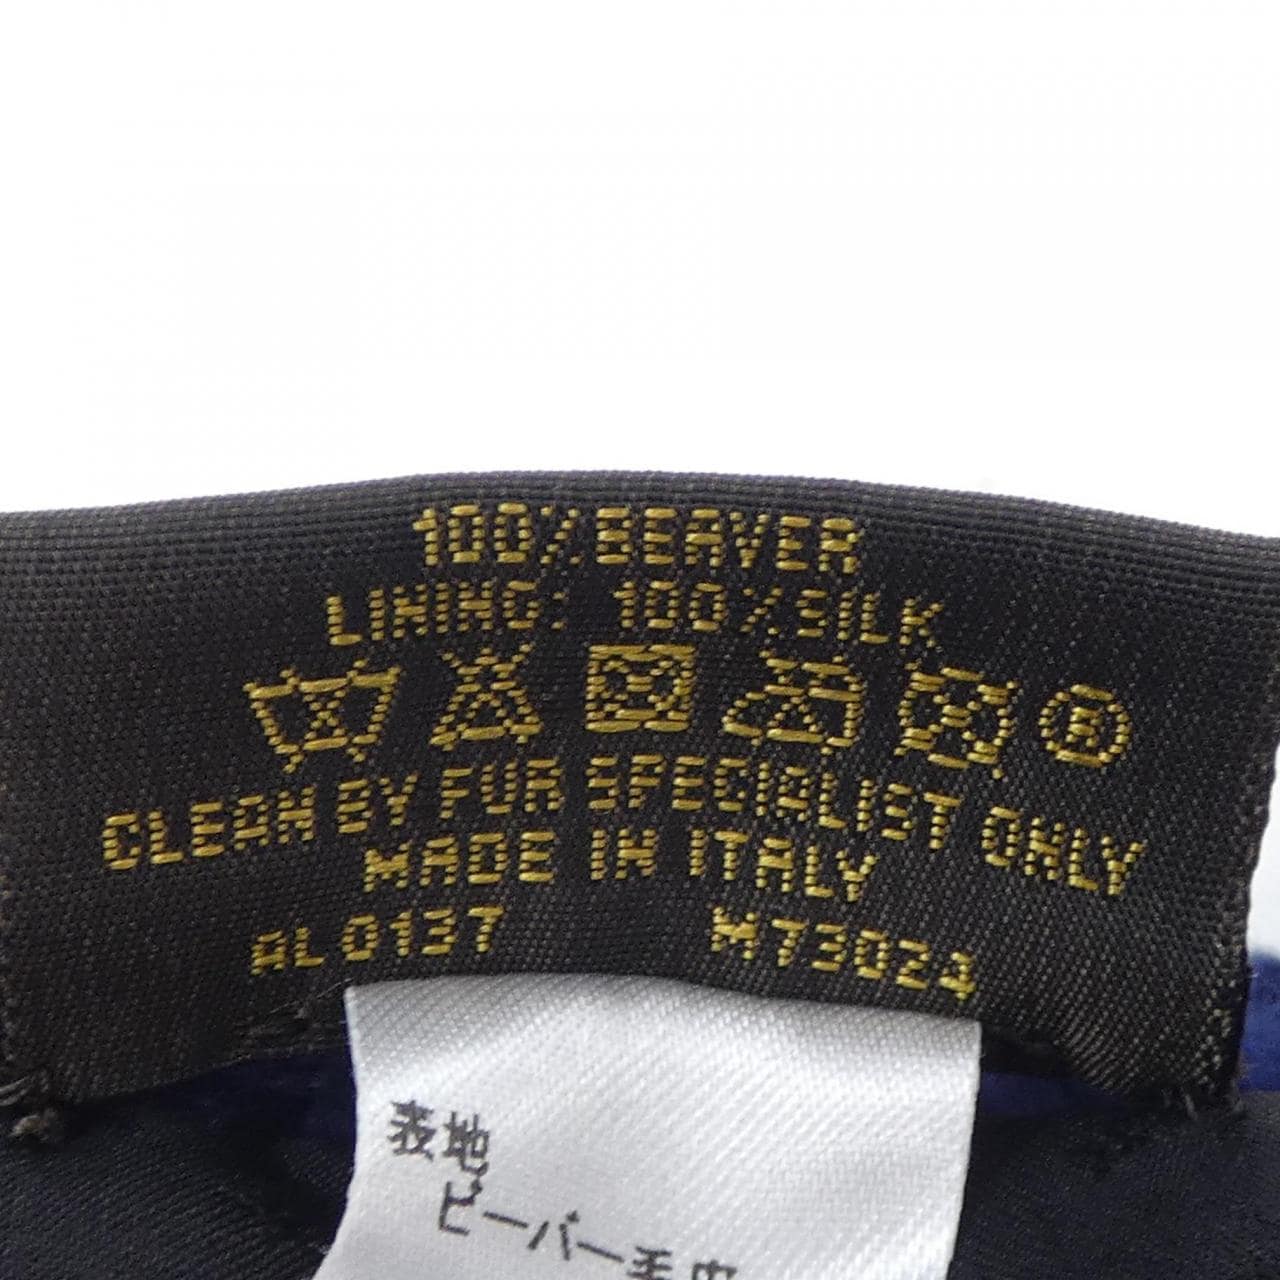 100% BEAVER
LINING: 100% SILK
CLEAN BY FUR SPECIALIST ONLY
MADE IN ITALY
AL0137 M73024
表地
ビーバー毛皮